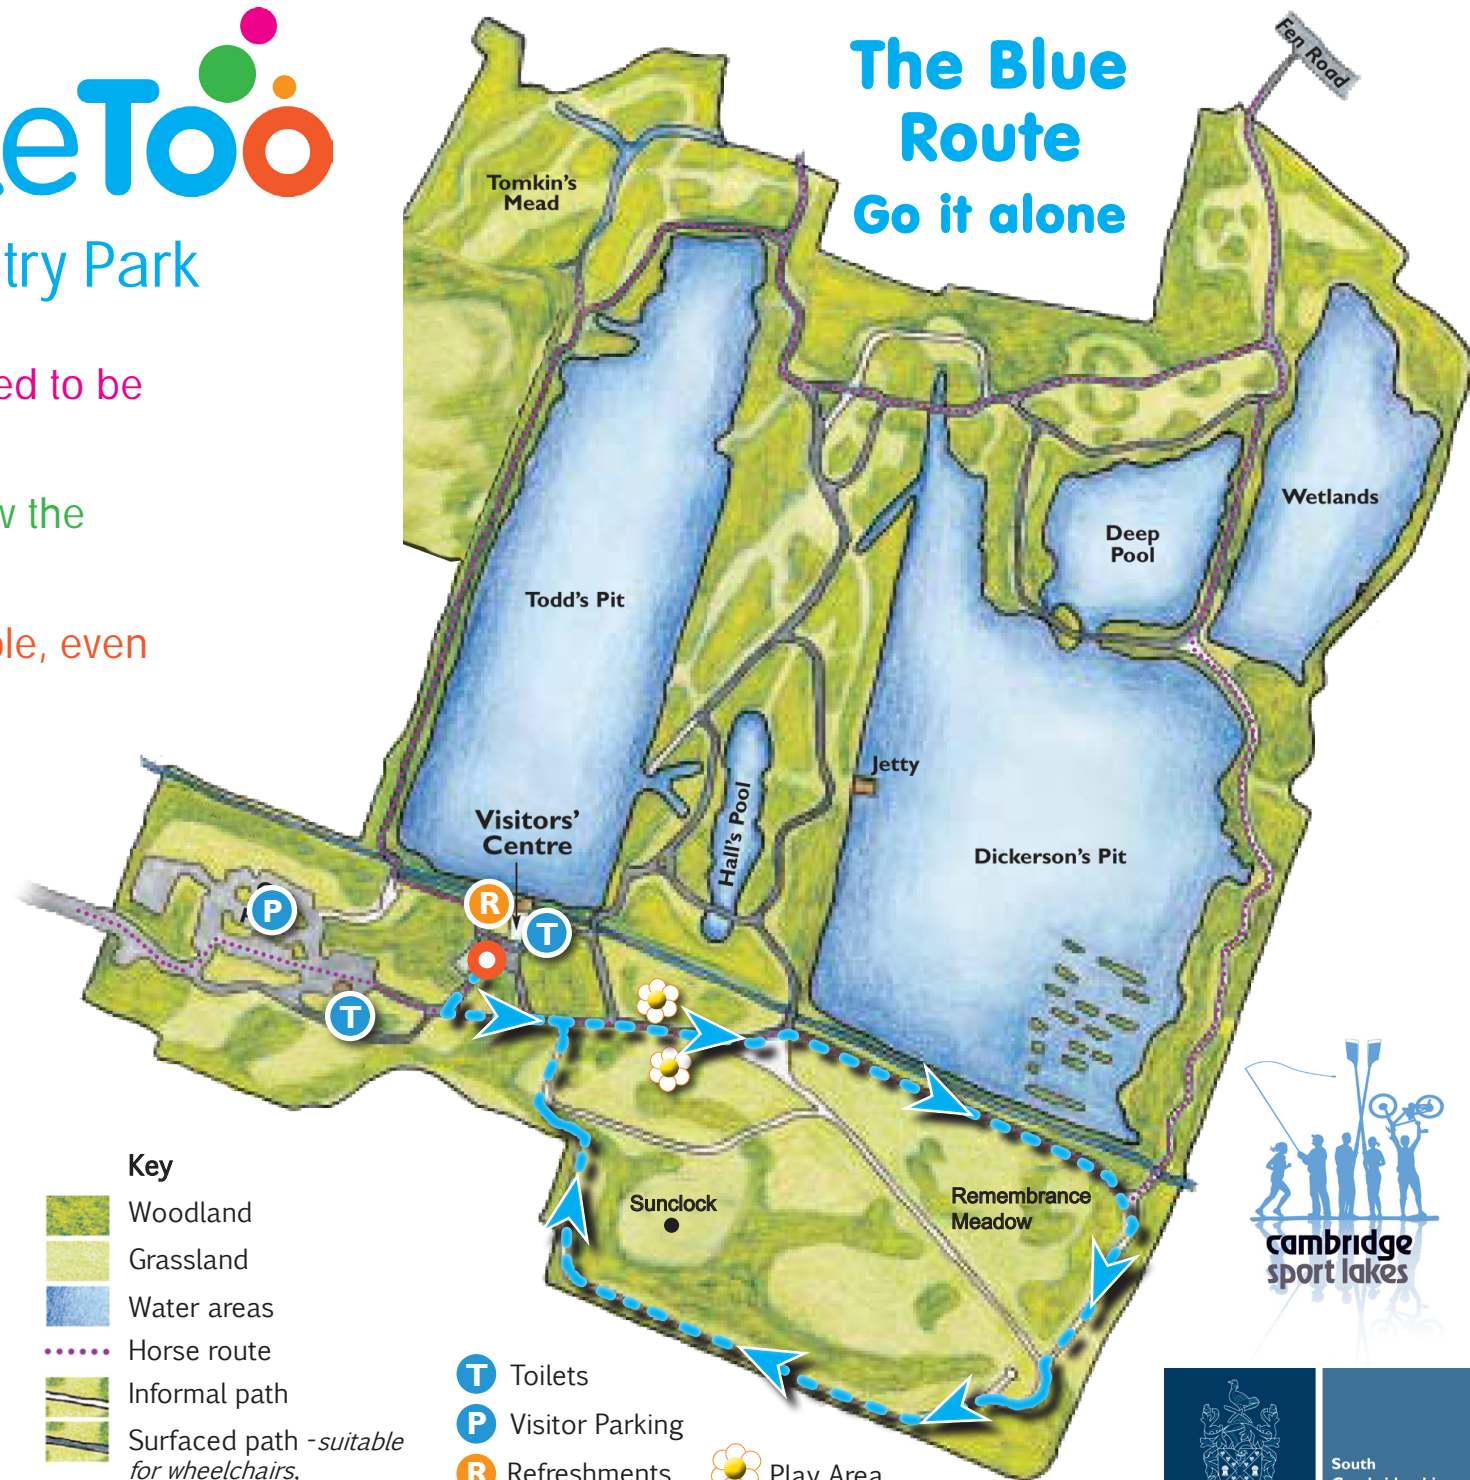 eToo
The Blue
Route
Go it alone
Fen Road
try Park
ed to be
w the
ble, even
Tomkin's
Mead
Wetlands
Deep
Pool
Todd's Pit
Jetty
Visitors'
Centre
Hall's Pool
Dickerson's Pit
R
P
T
T
Sunclock
Remembrance
Meadow
cambridge
sport lakes
Key
Woodland
Grassland
Water areas
Horse route
Informal path
Surfaced path - suitable
for wheelchairs,
T Toilets
P Visitor Parking
R Refreshments
Play Area
South